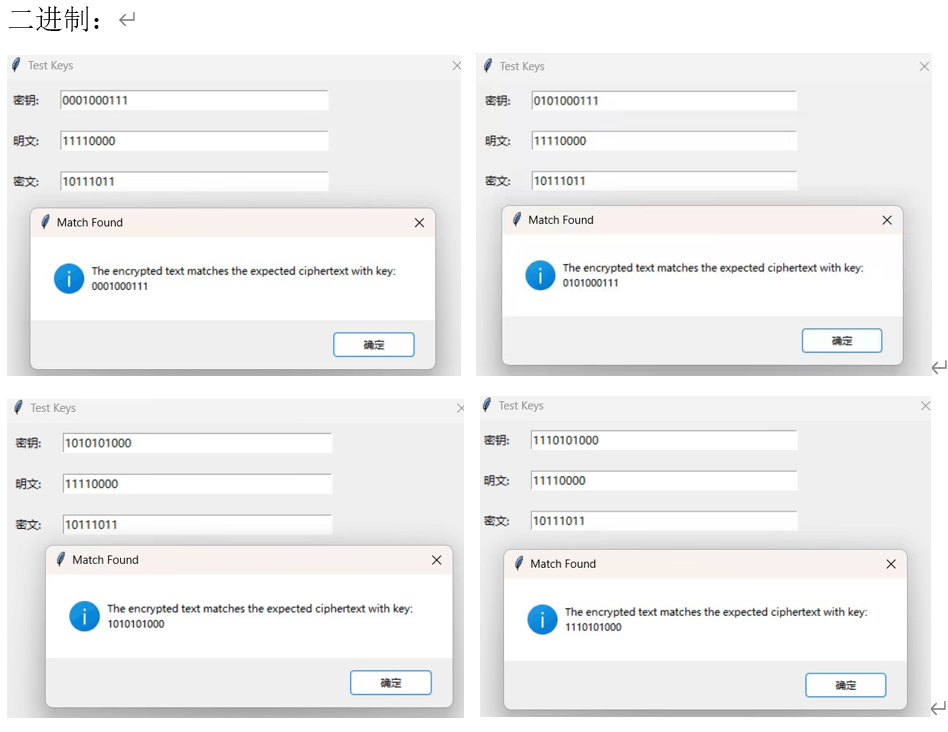 二进制：
Test Keys
密钥: 0001000111
明文: 11110000
密文: 10111011
Match Found
The encrypted text matches the expected ciphertext with key:
0001000111
确定
Test Keys
密钥: 0101000111
明文: 11110000
密文: 10111011
Match Found
The encrypted text matches the expected ciphertext with key:
0101000111
确定
Test Keys
密钥: 1010101000
明文: 11110000
密文: 10111011
Match Found
The encrypted text matches the expected ciphertext with key:
1010101000
确定
Test Keys
密钥: 1110101000
明文: 11110000
密文: 10111011
Match Found
The encrypted text matches the expected ciphertext with key:
1110101000
确定